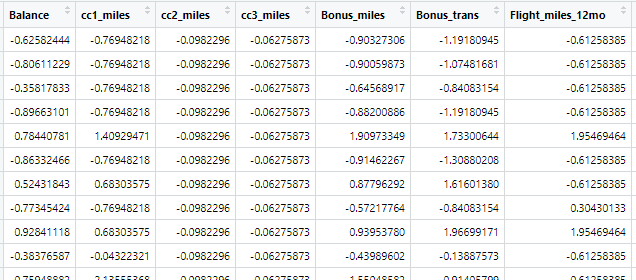 Balance cc1_miles cc2_miles cc3_miles Bonus_miles Bonus_trans Flight_miles_12mo
-0.62582444 -0.76948218 -0.0982296 -0.06275873 -0.90327306 -1.19180945 -0.61258385
-0.80611229 -0.76948218 -0.0982296 -0.06275873 -0.90059873 -1.07481681 -0.61258385
-0.35817833 -0.76948218 -0.0982296 -0.06275873 -0.64568917 -0.84083154 -0.61258385
-0.89663101 -0.76948218 -0.0982296 -0.06275873 -0.88200886 -1.19180945 -0.61258385
0.78440781 1.40929471 -0.0982296 -0.06275873 1.90973349 1.73300644 1.95469464
-0.86332466 -0.76948218 -0.0982296 -0.06275873 -0.91462267 -1.30880208 -0.61258385
0.52431843 0.68303575 -0.0982296 -0.06275873 0.87796292 1.61601380 -0.61258385
-0.77345424 -0.76948218 -0.0982296 -0.06275873 -0.57217764 -0.84083154 0.30430133
0.92841118 0.68303575 -0.0982296 -0.06275873 0.93953780 1.96699171 1.95469464
-0.38376587 -0.04322321 -0.0982296 -0.06275873 -0.43989602 -0.13887573 -0.61258385
-0.0982296 -0.06275873 -0.61258385